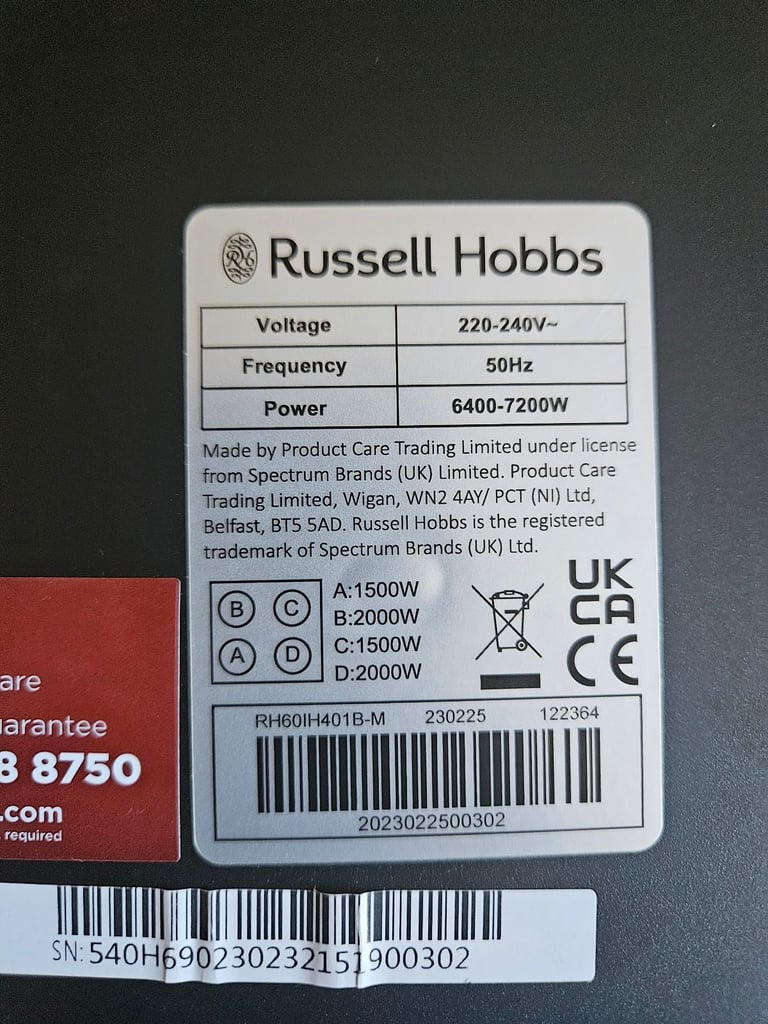 RH Russell Hobbs
Voltage 220-240V~
Frequency 50Hz
Power 6400-7200W
Made by Product Care Trading Limited under license
from Spectrum Brands (UK) Limited. Product Care
Trading Limited, Wigan, WN2 4AY/ PCT (NI) Ltd,
Belfast, BT5 5AD. Russell Hobbs is the registered
trademark of Spectrum Brands (UK) Ltd.
B C
A D
A:1500W
B:2000W
C:1500W
D:2000W
UK
CA
CE
RH60IH401B-M 230225 122364
2023022500302
are
uarantee
8 8750
.com
required
SN: 540H690230232151900302